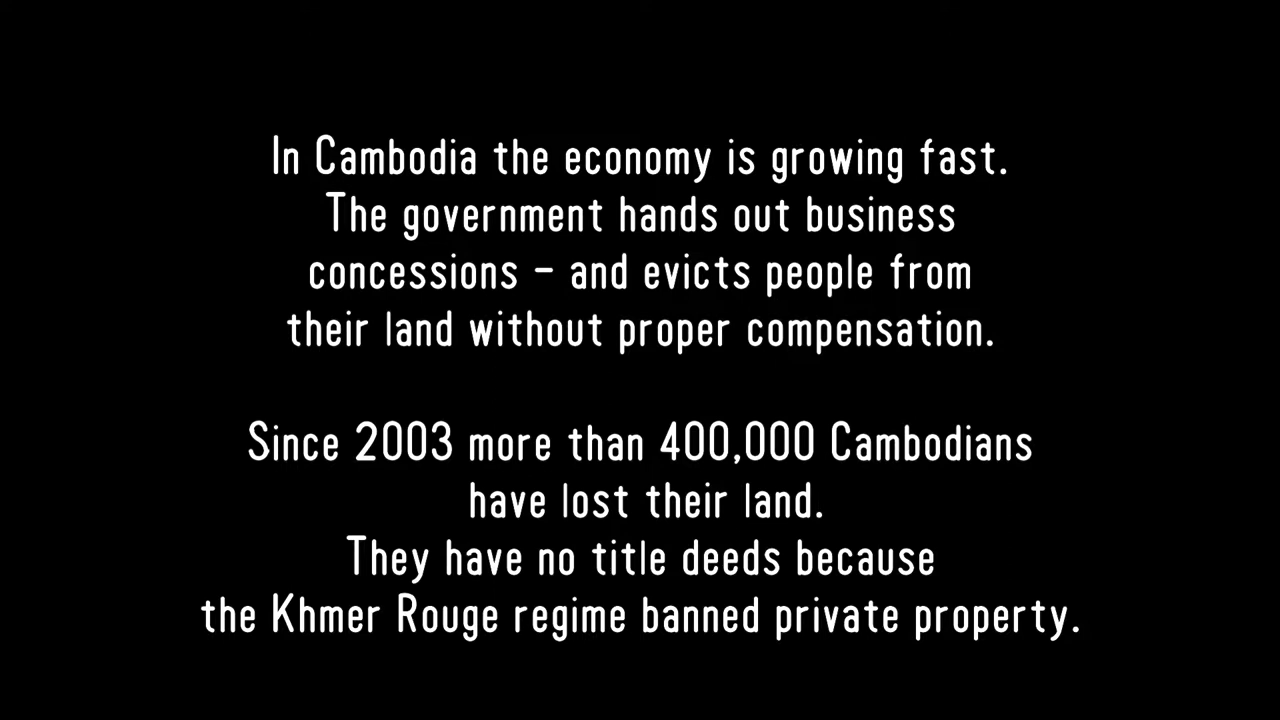 In Cambodia the economy is growing fast.
The government hands out business
concessions – and evicts people from
their land without proper compensation.
Since 2003 more than 400,000 Cambodians
have lost their land.
They have no title deeds because
the Khmer Rouge regime banned private property.